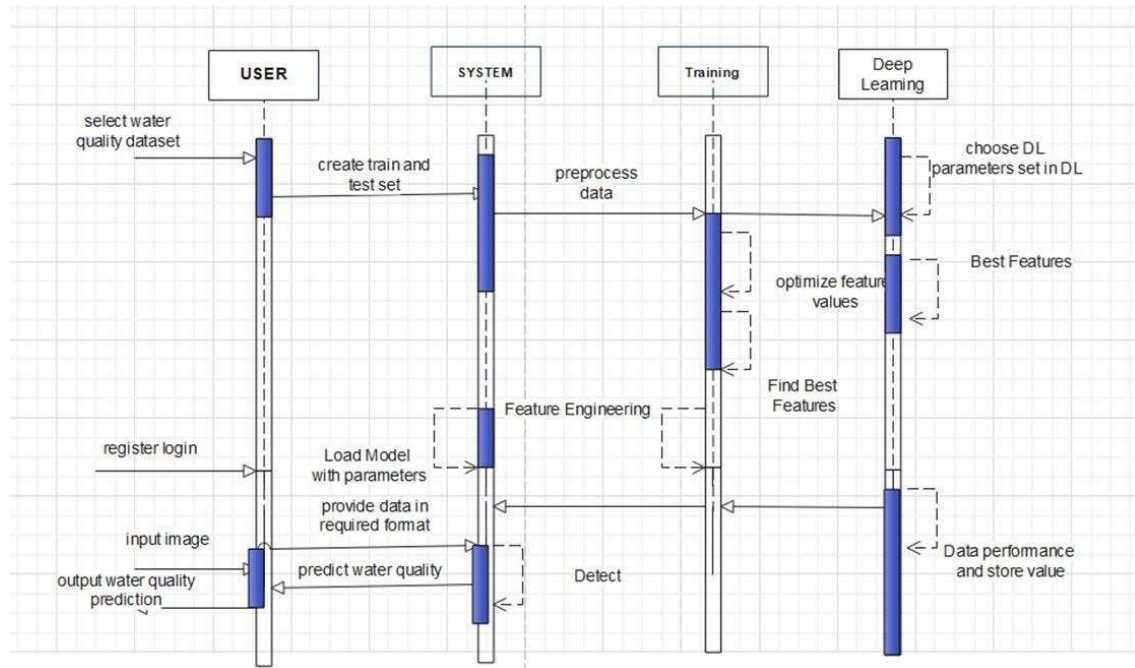 USER
SYSTEM
Training
Deep
Learning
select water
quality dataset
create train and
test set
preprocess
data
choose DL
parameters set in DL
Best Features
optimize feature
values
Find Best
Features
Feature Engineering
register login
Load Model
with parameters
provide data in
required format
input image
predict water quality
Detect
Data performance
and store value
output water quality
prediction